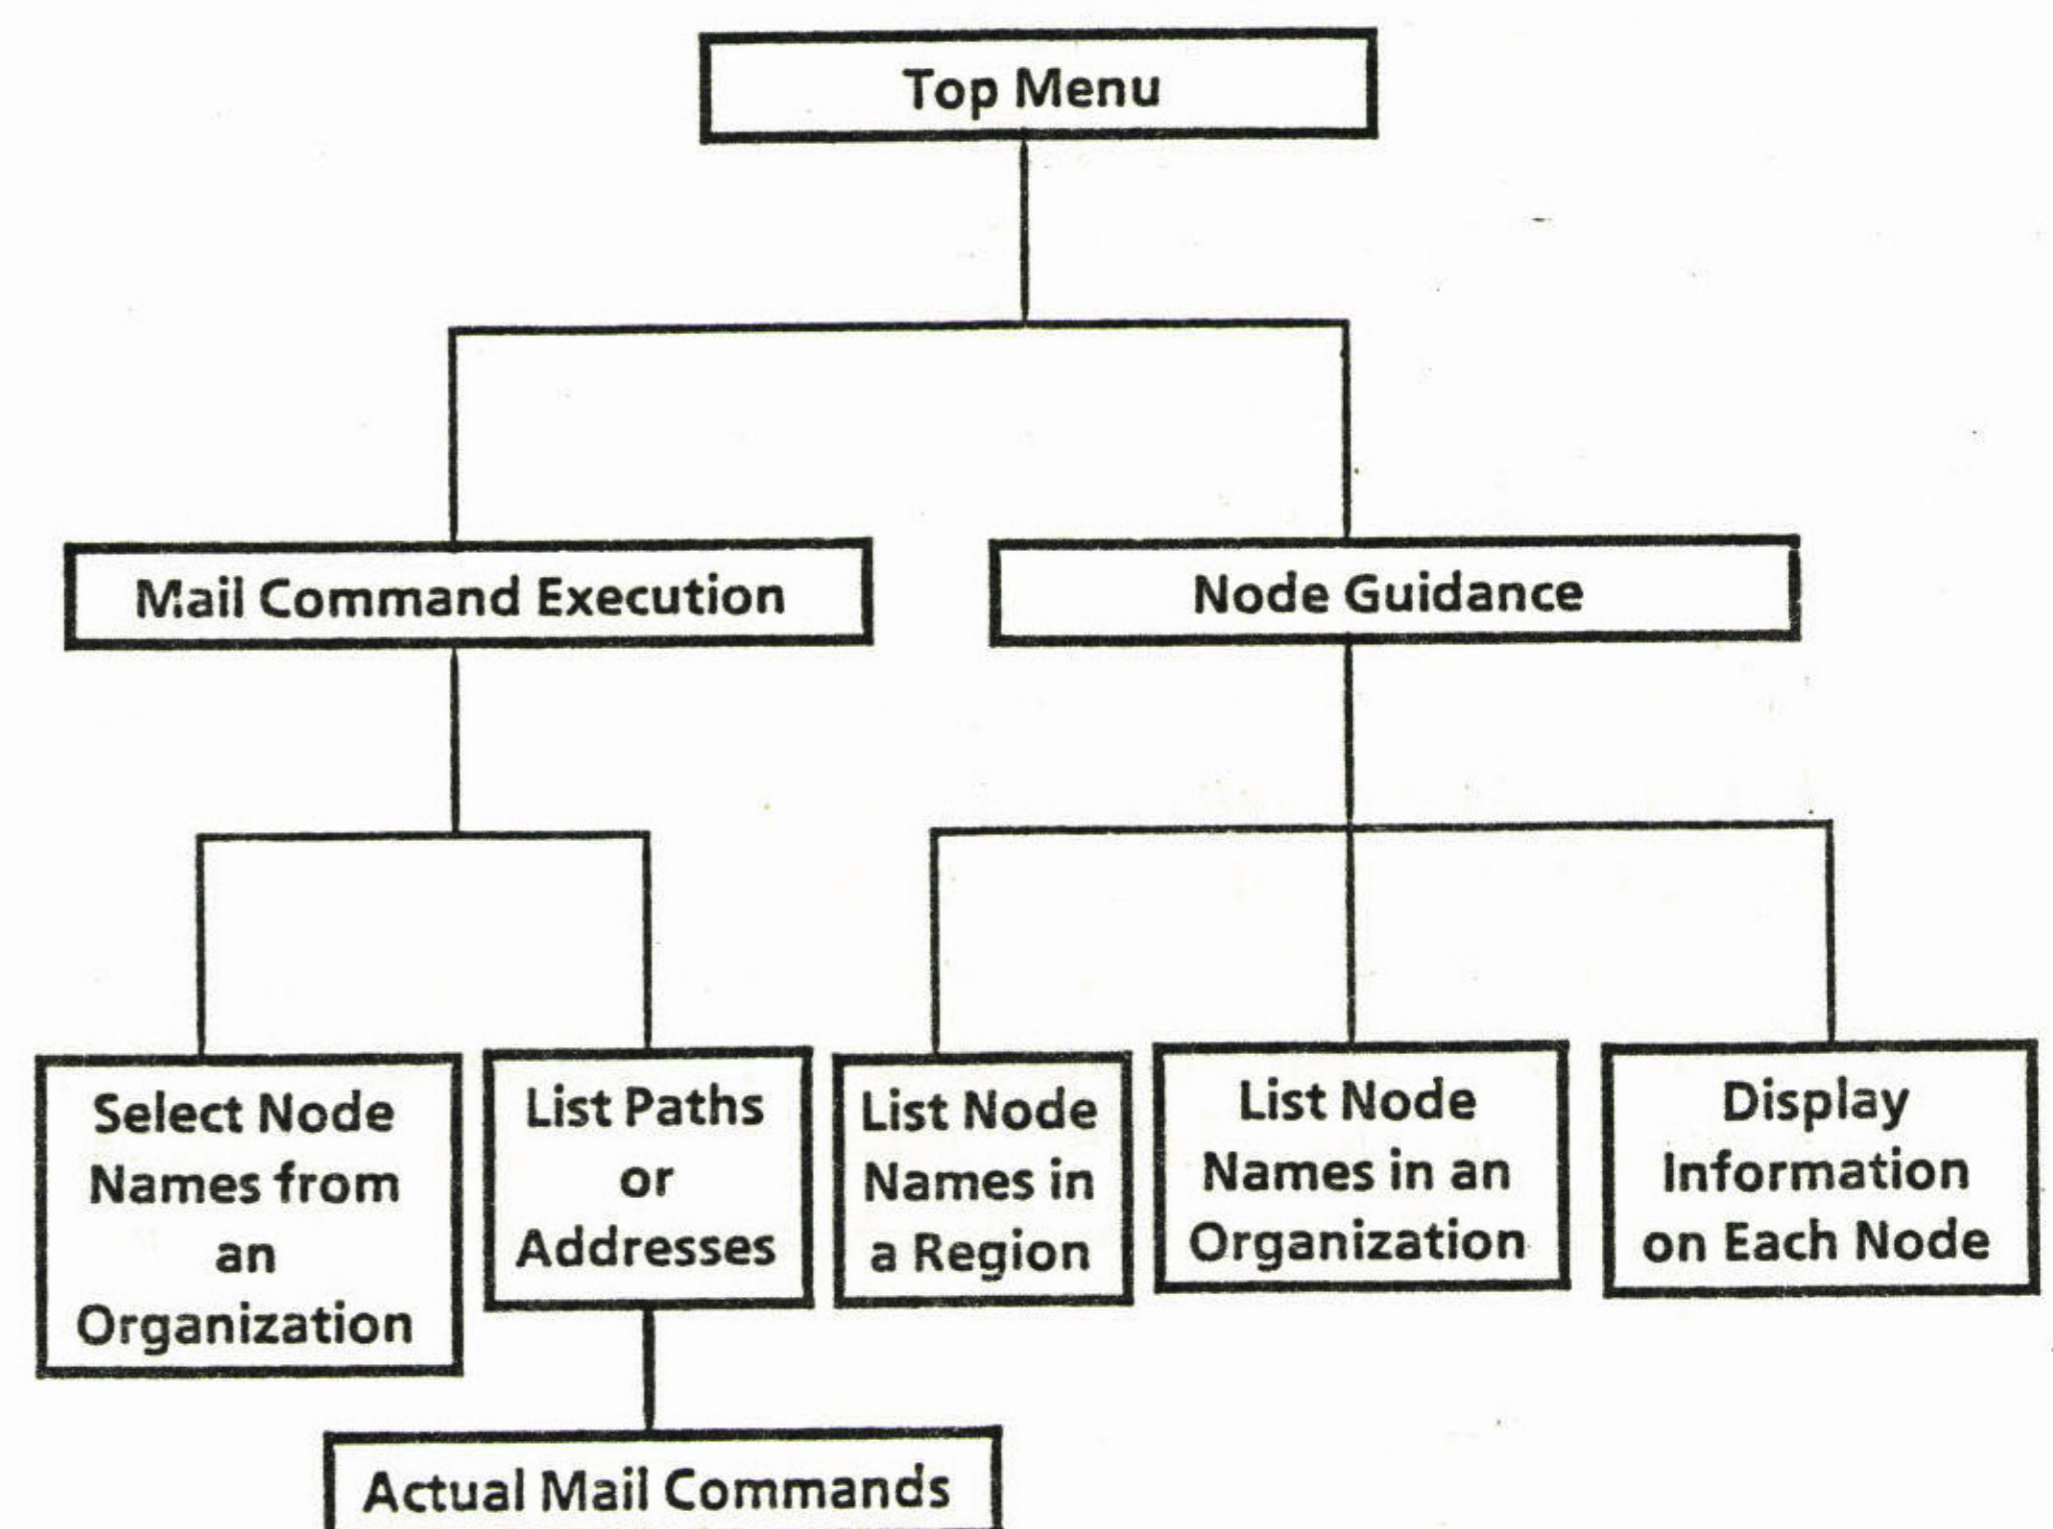 Top Menu
Mail Command Execution
Node Guidance
Select Node
Names from
an
Organization
List Paths
or
Addresses
List Node
Names in
a Region
List Node
Names in an
Organization
Display
Information
on Each Node
Actual Mail Commands